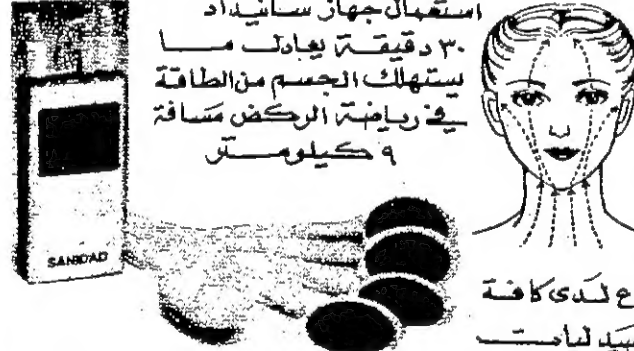 استعمال جهاز سانيداد
٣٠ دقيقة يعادل ما
يستهلك الجسم من الطاقة
في رياضة الركض مسافة
٩ كيلومتر
SANIDAD
ع لدى كافة